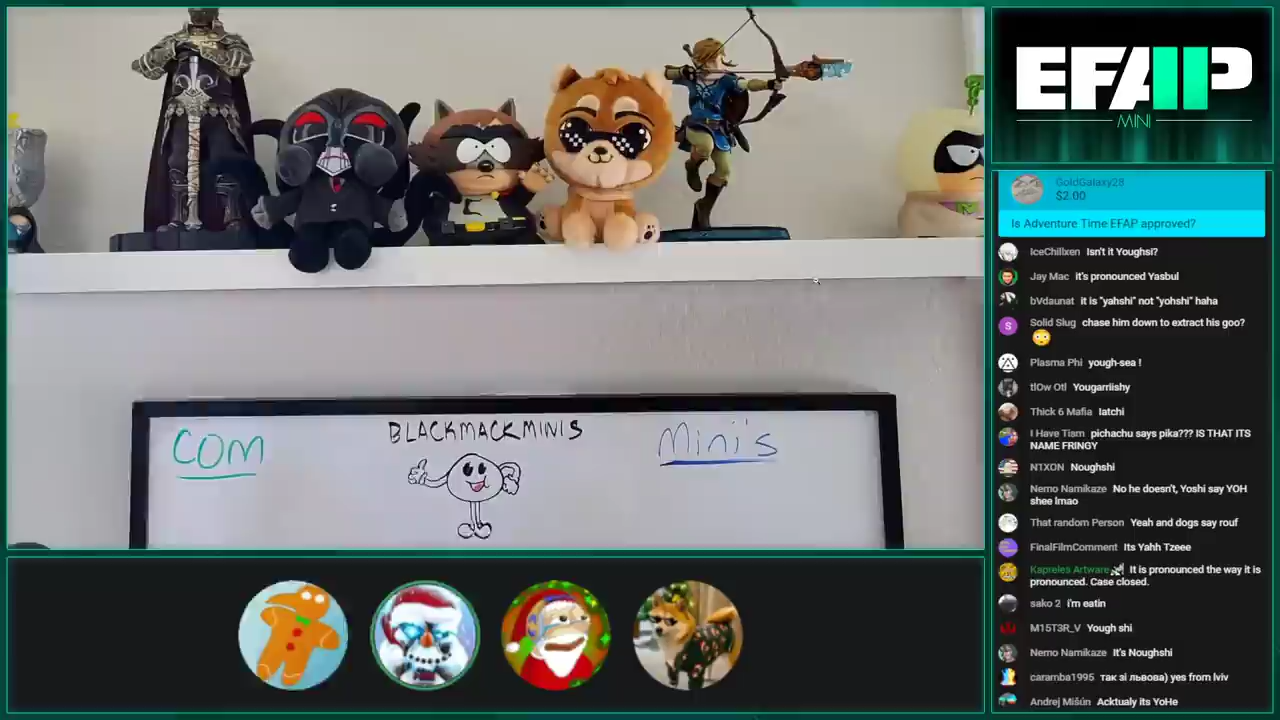 EFAP
MINI
GoldGalaxy28
$2.00
Is Adventure Time EFAP approved?
IceChillxen Isn't it Youghsi?
Jay Mac it's pronounced Yasbul
bVdaunat it is "yahshi" not "yohshi" haha
Solid Slug chase him down to extract his goo?
S
Plasma Phi yough-sea !
tlOw Otl Yougarriishy
Thick 6 Mafia Iatchi
I Have Tism pichachu says pika??? IS THAT ITS
NAME FRINGY
N1XON Noughshi
Nemo Namikaze No he doesn't, Yoshi say YOH
shee lmao
That random Person Yeah and dogs say rouf
FinalFilmComment Its Yahh Tzeee
Kapreles Artware It is pronounced the way it is
pronounced. Case closed.
sako 2 i'm eatin
M15T3R_V Yough shi
Nemo Namikaze It's Noughshi
caramba1995 так зі львова) yes from lviv
Andrej Mišún Acktualy its YoHe
COM
BLACKMACKMINIS
Mini's